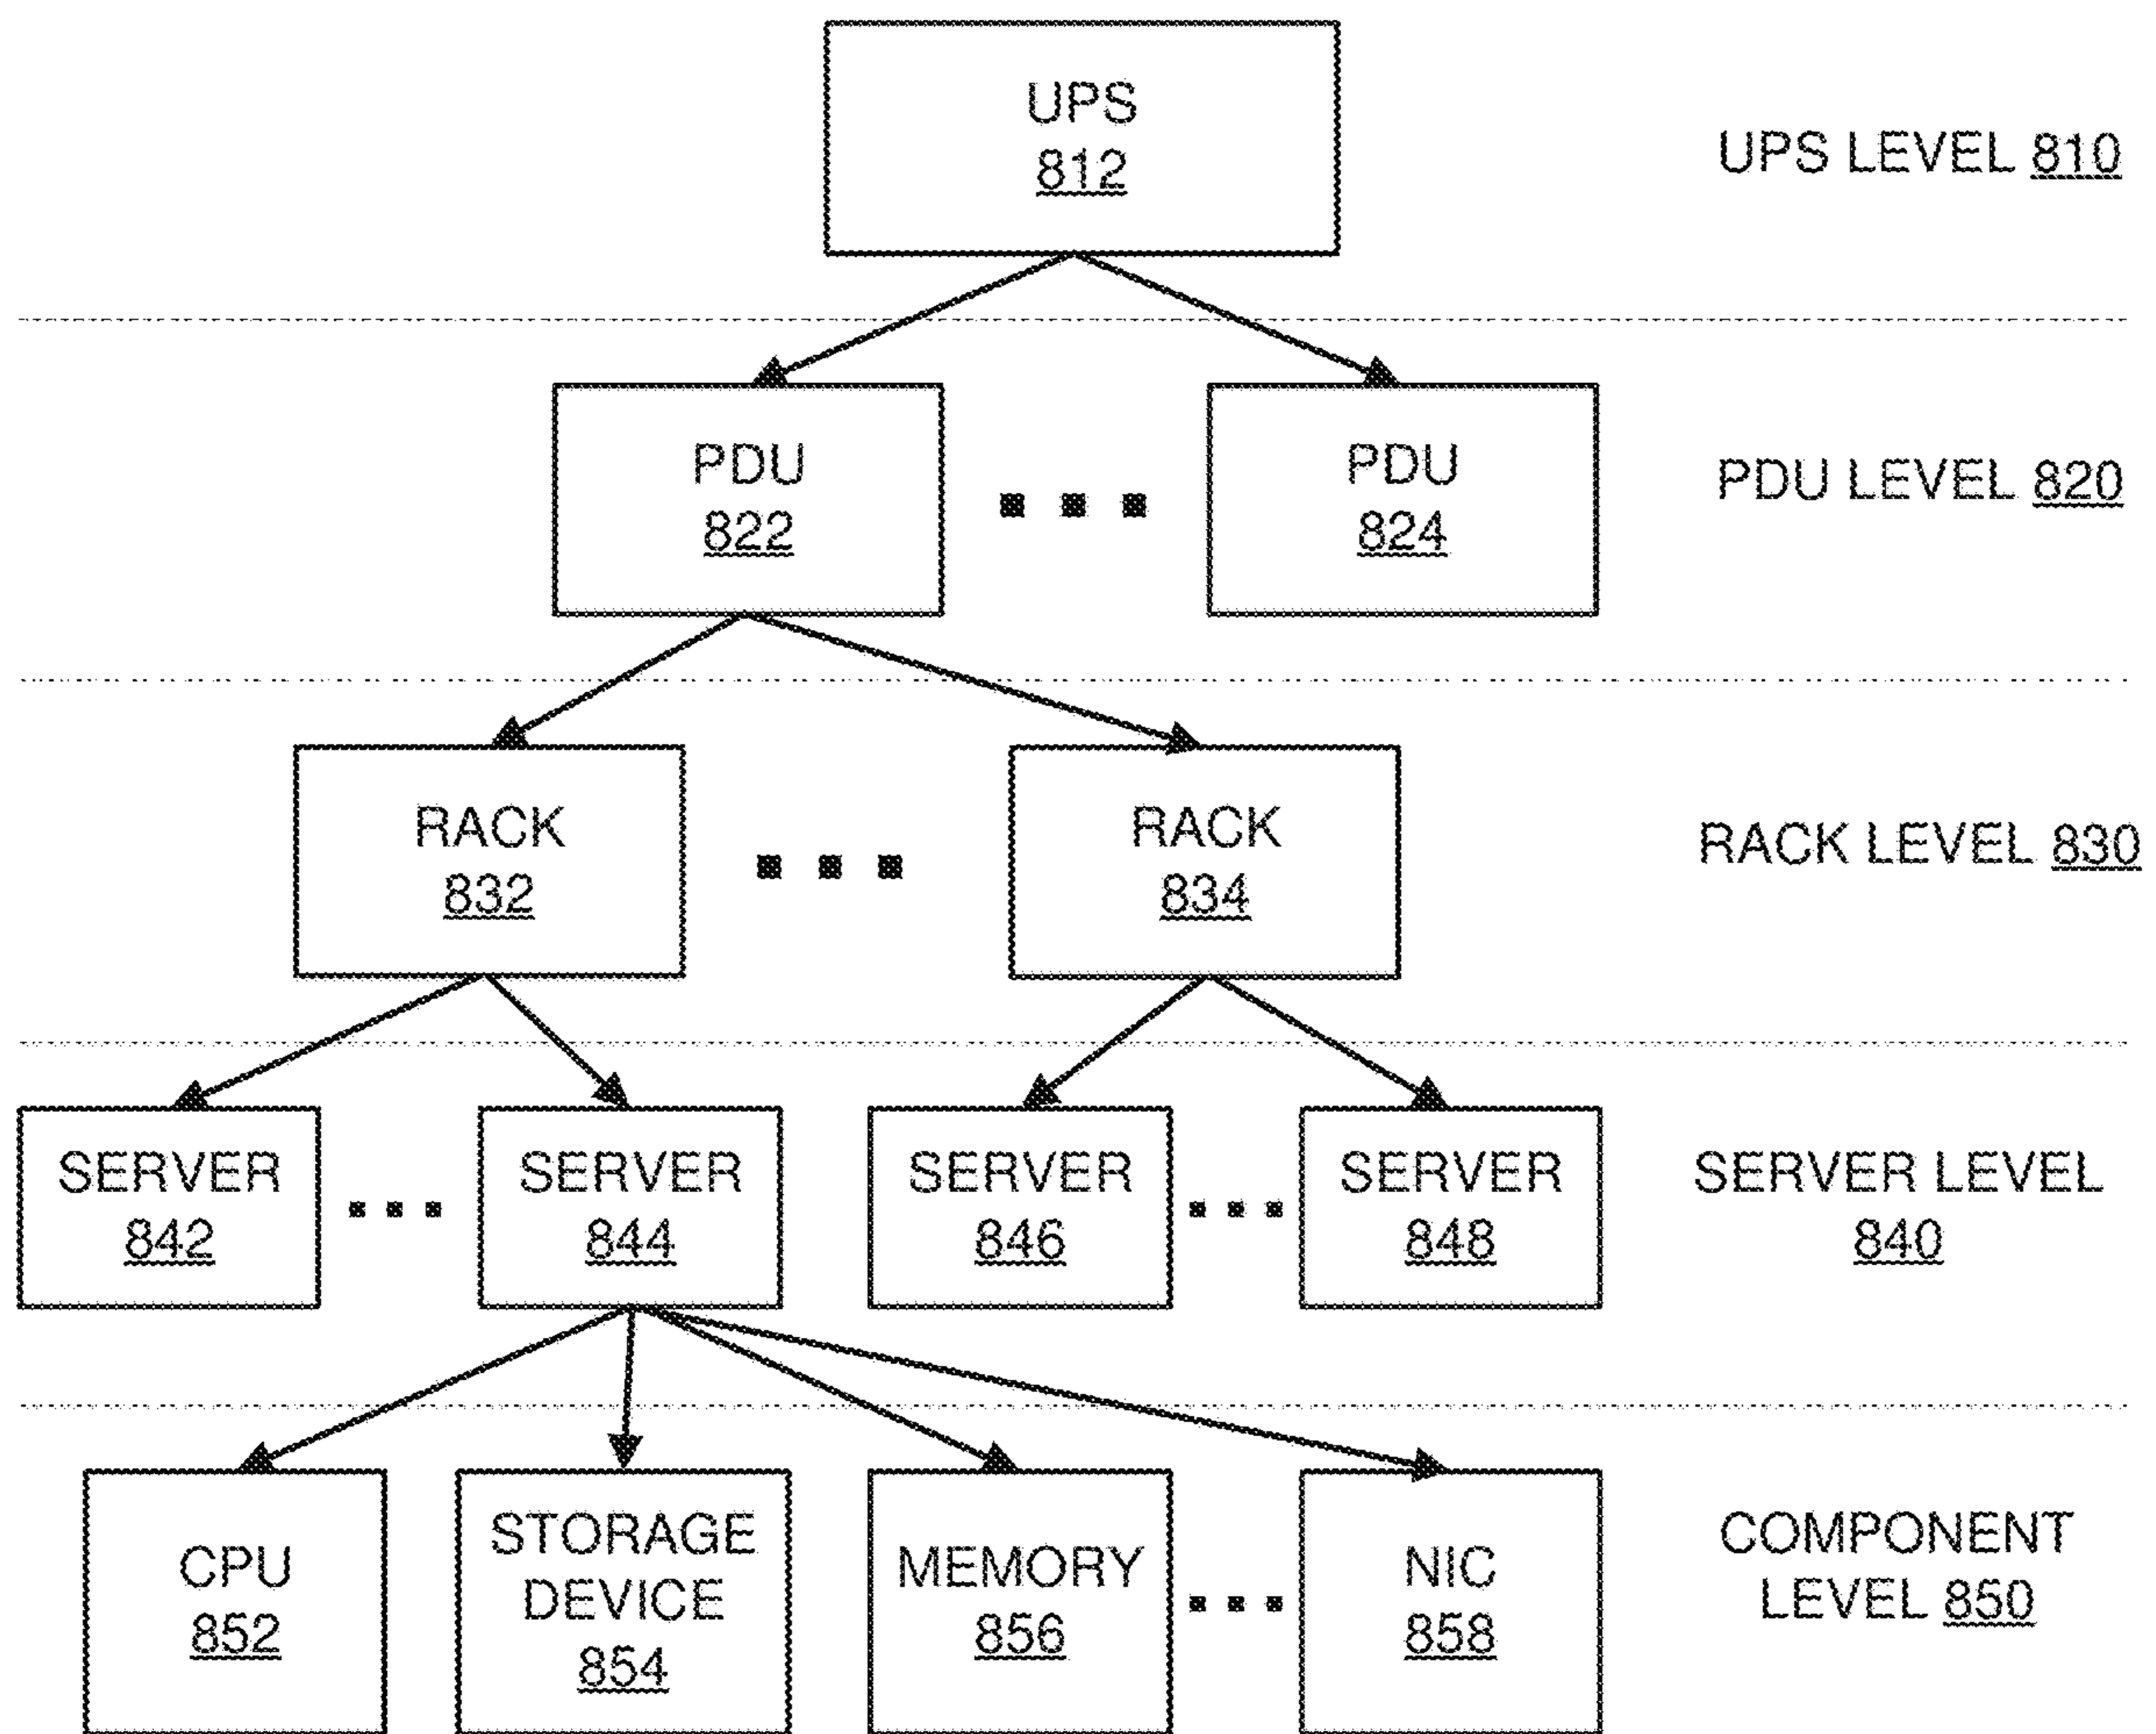 UPS
812
UPS LEVEL 810
PDU
822
PDU
824
PDU LEVEL 820
RACK
832
RACK
834
RACK LEVEL 830
SERVER
842
SERVER
844
SERVER
846
SERVER
848
SERVER LEVEL
840
CPU
852
STORAGE
DEVICE
854
MEMORY
856
NIC
858
COMPONENT
LEVEL 850